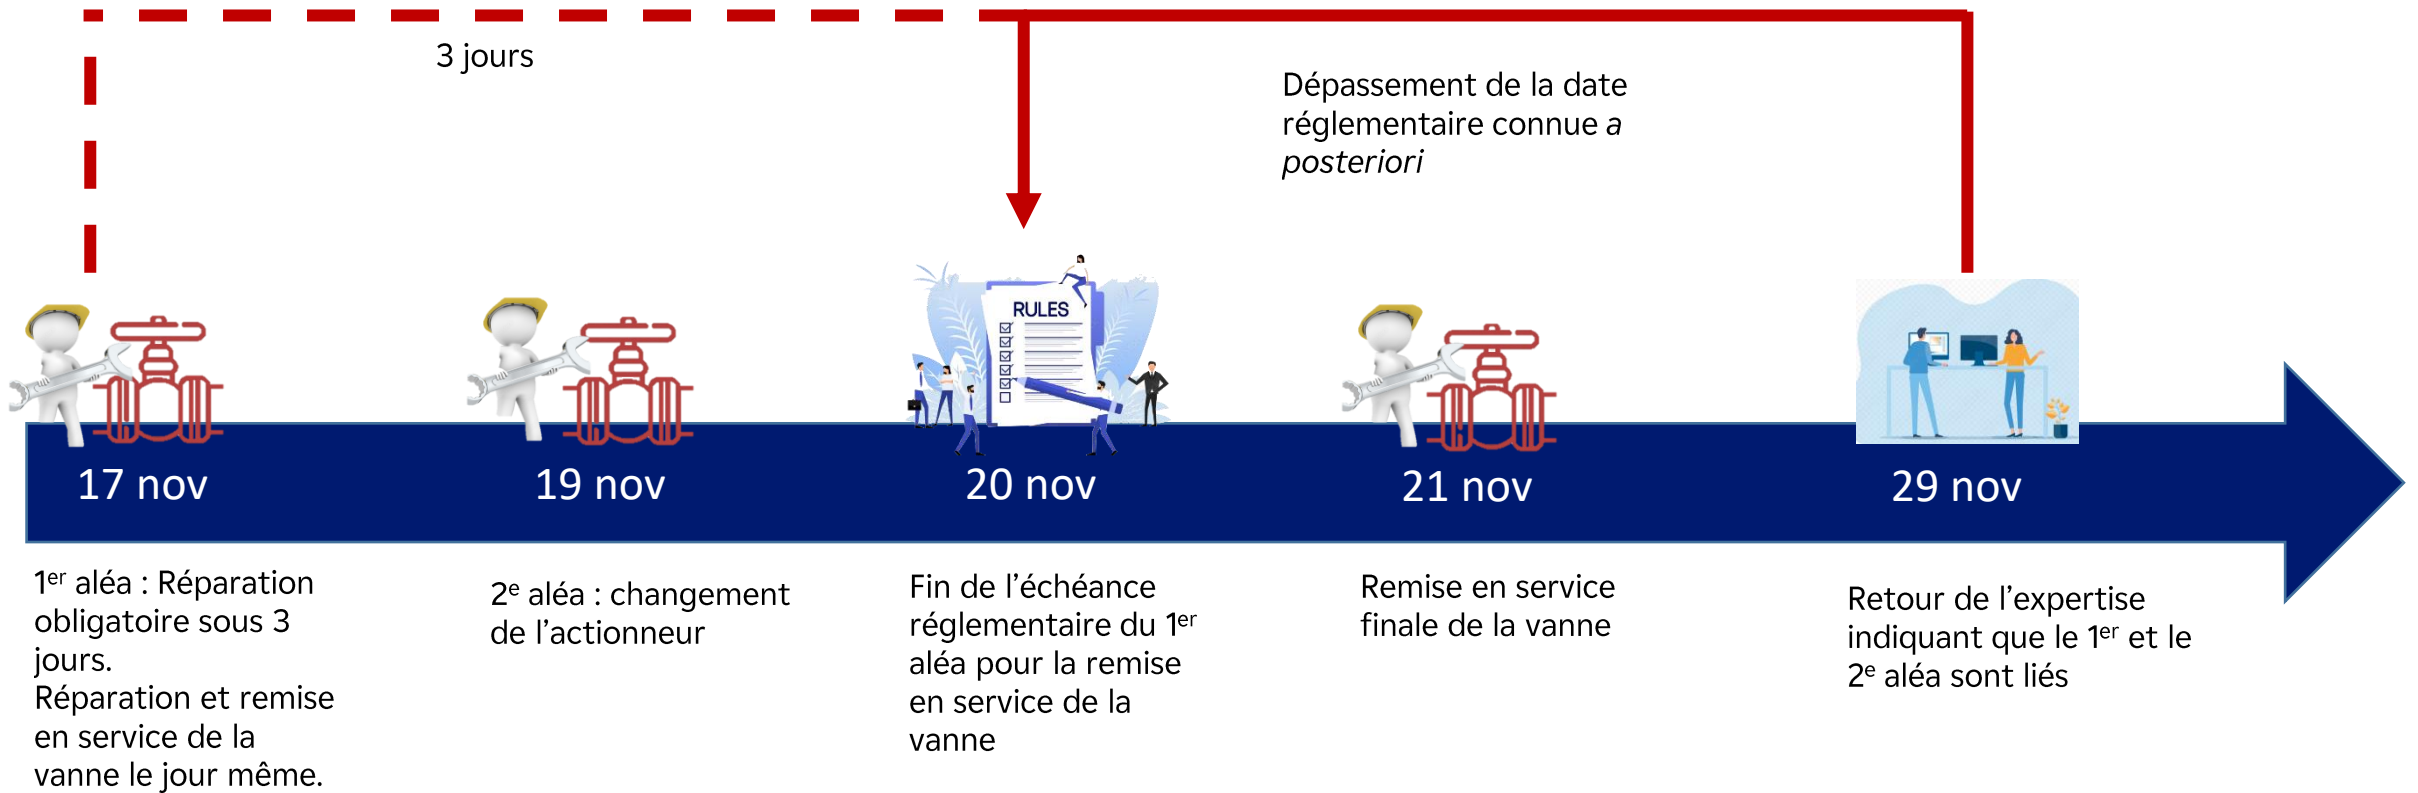 3 jours
Dépassement de la date
réglementaire connue a
posteriori
RULES
17 nov
19 nov
20 nov
21 nov
29 nov
1er aléa : Réparation
obligatoire sous 3
jours.
Réparation et remise
en service de la
vanne le jour même.
2e aléa : changement
de l’actionneur
Fin de l’échéance
réglementaire du 1er
aléa pour la remise
en service de la
vanne
Remise en service
finale de la vanne
Retour de l’expertise
indiquant que le 1er et le
2e aléa sont liés